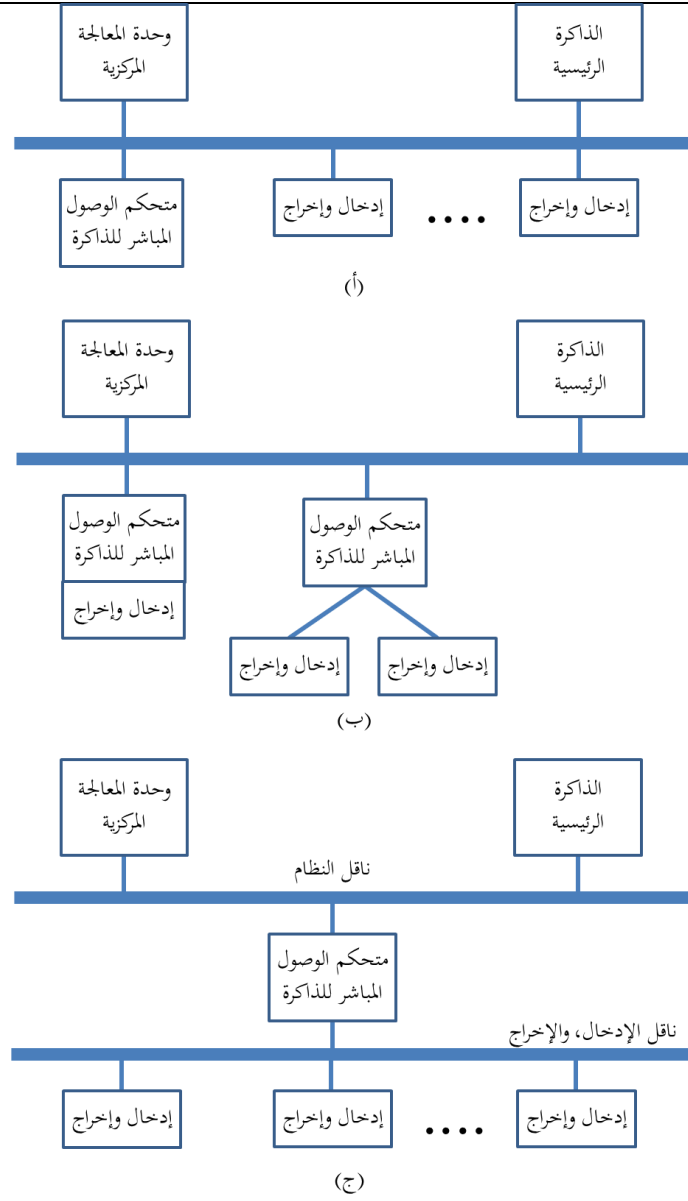 وحدة المعالجة
المركزية
الذاكرة
الرئيسية
متحكم الوصول
المباشر للذاكرة
إدخال وإخراج
....
إدخال وإخراج
(أ)
وحدة المعالجة
المركزية
الذاكرة
الرئيسية
متحكم الوصول
المباشر للذاكرة
إدخال وإخراج
متحكم الوصول
المباشر للذاكرة
إدخال وإخراج
إدخال وإخراج
(ب)
وحدة المعالجة
المركزية
الذاكرة
الرئيسية
ناقل النظام
متحكم الوصول
المباشر للذاكرة
ناقل الإدخال، والإخراج
إدخال وإخراج
إدخال وإخراج
....
إدخال وإخراج
(ج)